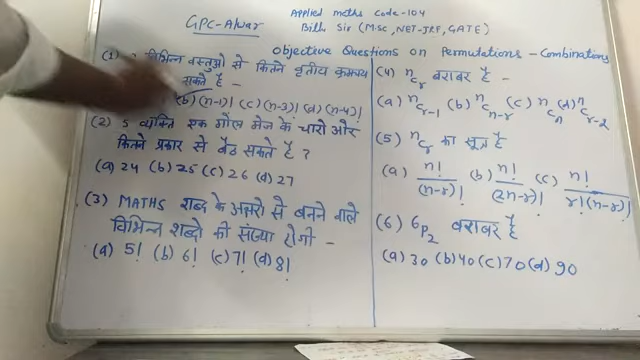 GPC-Alwar
Applied maths Code-104
Billu Sir (M.SC, NET-JRF, GATE)
Objective Questions on Permutations - Combinations
(1) विभिन्न वस्तुओ से कितने वृतीय क्रमचय
सकते है -
(b) (n-1)! (c) (n-3)! (d) (n-4)!
(2) 5 व्यक्ति एक गोल मेज के चारो ओर
कितने प्रकार से बैठ सकते है ?
(a) 24 (b) 25 (c) 26 (d) 27
(3) MATHS शब्द के अक्षरो से बनने वाले
विभिन्न शब्दो की संख्या होगी -
(a) 5! (b) 6! (c) 7! (d) 8!
(4) ⁿCᵣ बराबर है -
(a) ⁿCᵣ₋₁ (b) ⁿCₙ₋ᵣ (c) ⁿCₙ (d) ⁿCᵣ₋₂
(5) ⁿCᵣ का सूत्र है
(a) n!/(n-r)! (b) n!/(2n-r)! (c) n!/r!(n-r)!
(6) ⁶P₂ बराबर है
(a) 30 (b) 40 (c) 70 (d) 90